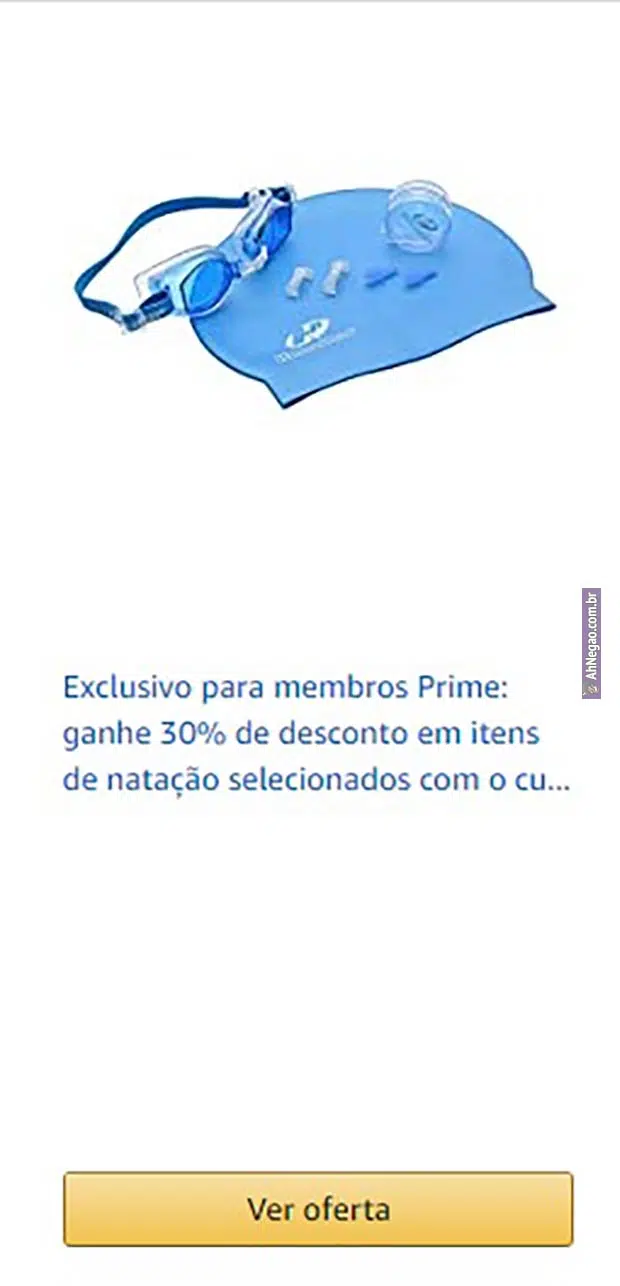 AhNegao.com.br
Exclusivo para membros Prime:
ganhe 30% de desconto em itens
de natação selecionados com o cu...
Ver oferta